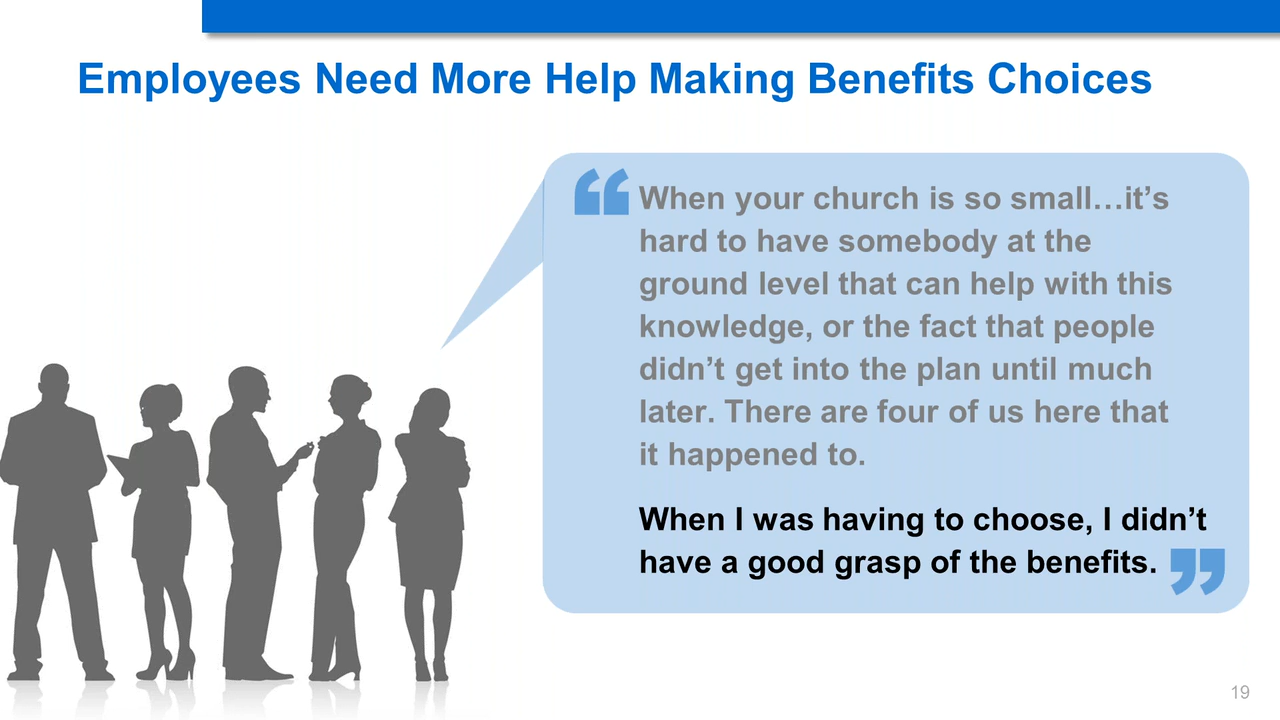 Employees Need More Help Making Benefits Choices
“When your church is so small…it’s
hard to have somebody at the
ground level that can help with this
knowledge, or the fact that people
didn’t get into the plan until much
later. There are four of us here that
it happened to.
When I was having to choose, I didn’t
have a good grasp of the benefits.”
19